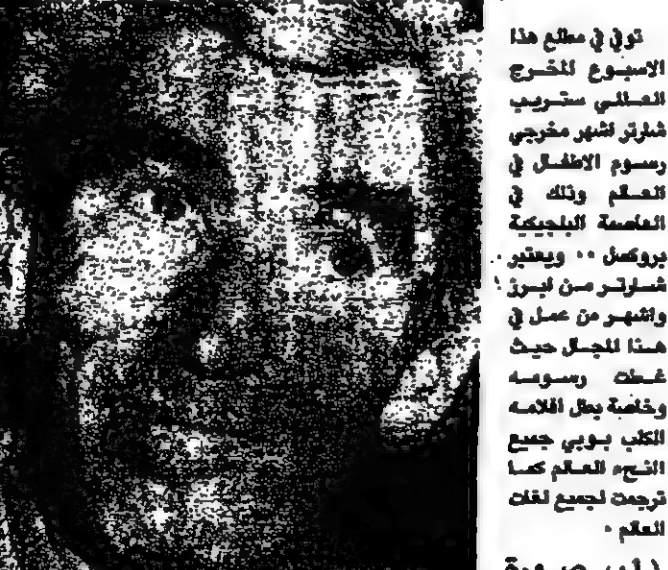 توفي في مطلع هذا
الاسبوع المخرج
العالمي ستريب
شارتر اشهر مخرجي
رسوم الاطفال في
العالم وذلك في
العاصمة البلجيكية
بروكسل ٠٠ ويعتبر
شارتر من ابرز
واشهر من عمل في
هذا المجال حيث
غطت رسومه
وخاصة بطل افلامه
الكلب بوبي جميع
انحاء العالم كما
ترجمت لجميع لغات
العالم ٠